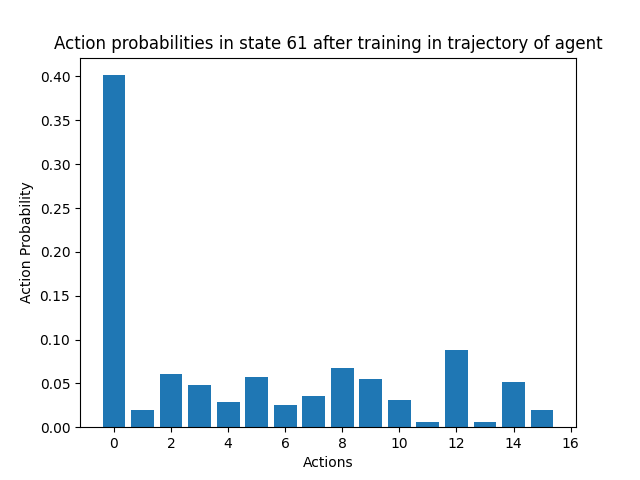 Action probabilities in state 61 after training in trajectory of agent
0.40
0.35
0.30
0.25
0.20
0.15
0.10
0.05
0.00
Action Probability
0 2 4 6 8 10 12 14 16
Actions